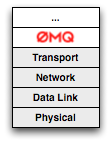 ...
ØMQ
Transport
Network
Data Link
Physical